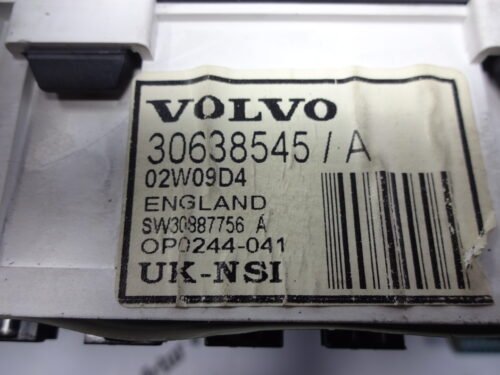 VOLVO
30638545/A
02W09D4
ENGLAND
SW30887756 A
OP0244-041
UK-NSI